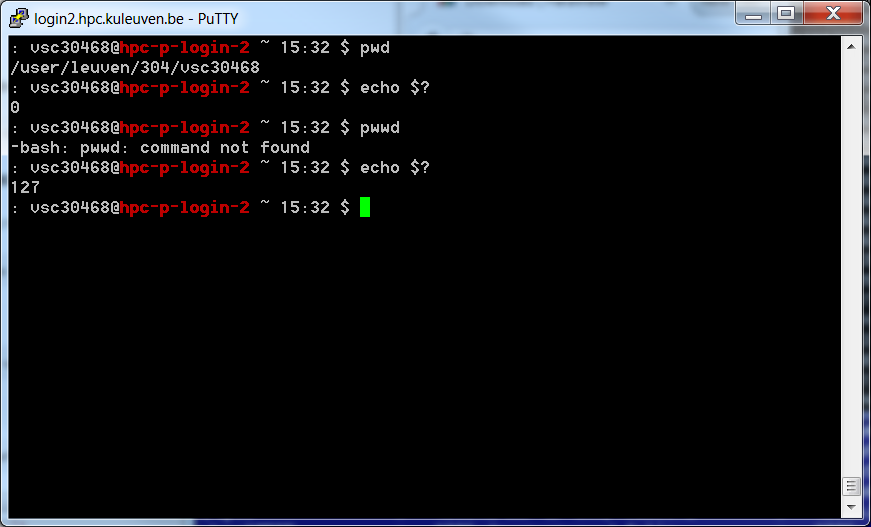 login2.hpc.kuleuven.be - PuTTY
: vsc30468@hpc-p-login-2 ~ 15:32 $ pwd
/user/leuven/304/vsc30468
: vsc30468@hpc-p-login-2 ~ 15:32 $ echo $?
0
: vsc30468@hpc-p-login-2 ~ 15:32 $ pwwd
-bash: pwwd: command not found
: vsc30468@hpc-p-login-2 ~ 15:32 $ echo $?
127
: vsc30468@hpc-p-login-2 ~ 15:32 $